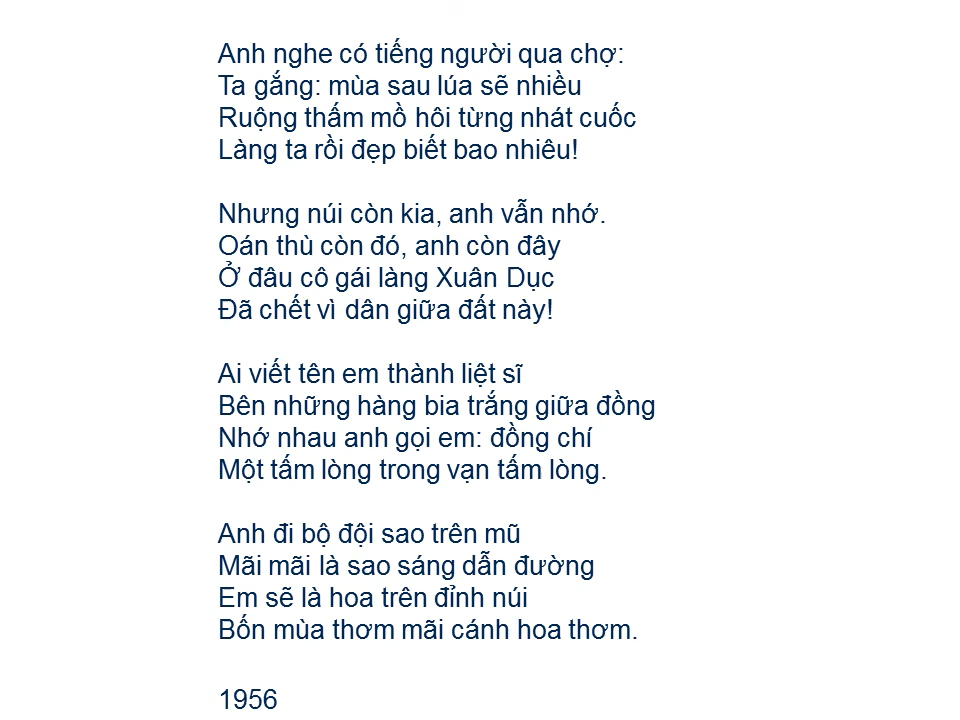 Anh nghe có tiếng người qua chợ:
Ta gắng: mùa sau lúa sẽ nhiều
Ruộng thấm mồ hôi từng nhát cuốc
Làng ta rồi đẹp biết bao nhiêu!
Nhưng núi còn kia, anh vẫn nhớ.
Oán thù còn đó, anh còn đây
Ở đâu cô gái làng Xuân Dục
Đã chết vì dân giữa đất này!
Ai viết tên em thành liệt sĩ
Bên những hàng bia trắng giữa đồng
Nhớ nhau anh gọi em: đồng chí
Một tấm lòng trong vạn tấm lòng.
Anh đi bộ đội sao trên mũ
Mãi mãi là sao sáng dẫn đường
Em sẽ là hoa trên đỉnh núi
Bốn mùa thơm mãi cánh hoa thơm.
1956